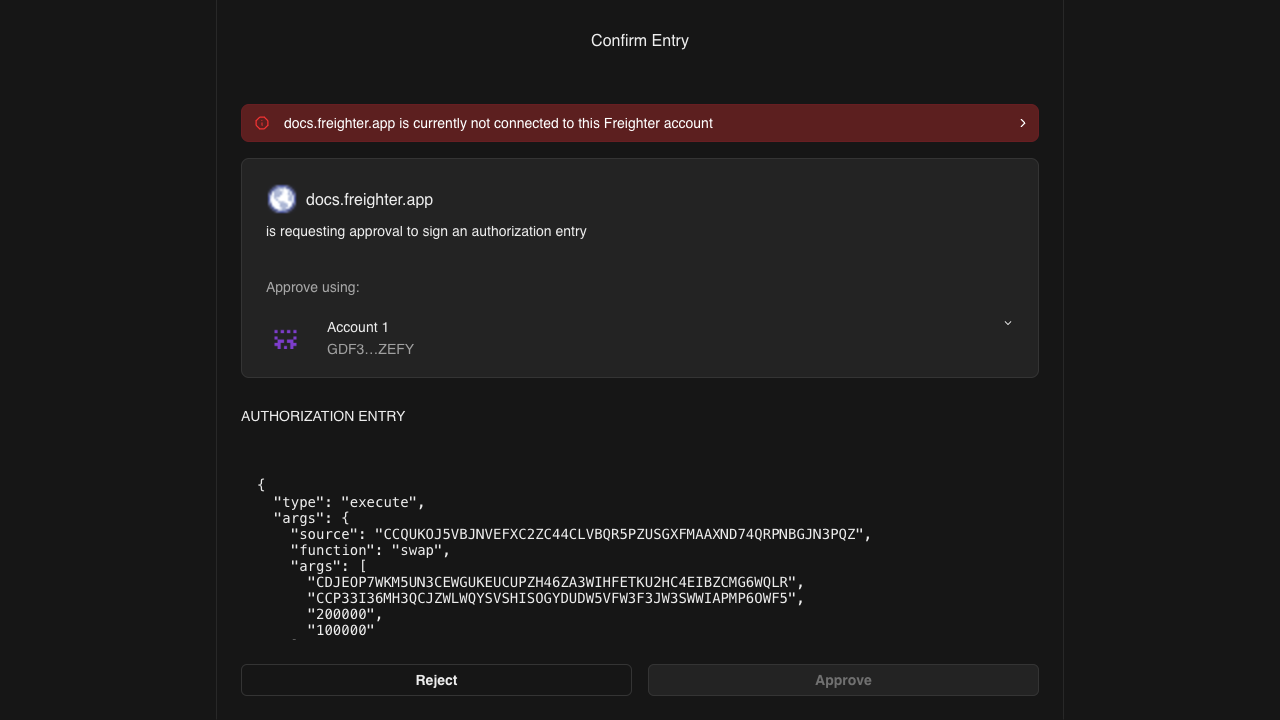 Confirm Entry
docs.freighter.app is currently not connected to this Freighter account
docs.freighter.app
is requesting approval to sign an authorization entry
Approve using:
Account 1
GDF3…ZEFY
AUTHORIZATION ENTRY
{
"type": "execute",
"args": {
"source": "CCQUKOJ5VBJNVEFXC2ZC44CLVBQR5PZUSGXFMAAXND74QRPNBGJN3PQZ",
"function": "swap",
"args": [
"CDJEOP7WKM5UN3CEWGUKEUCUPZH46ZA3WIHFETKU2HC4EIBZCMG6WQLR",
"CCP33I36MH3QCJZWLWQYSVSHISOGYDUDW5VFW3F3JW3SWWIAPMP6OWF5",
"200000",
"100000"
Reject
Approve